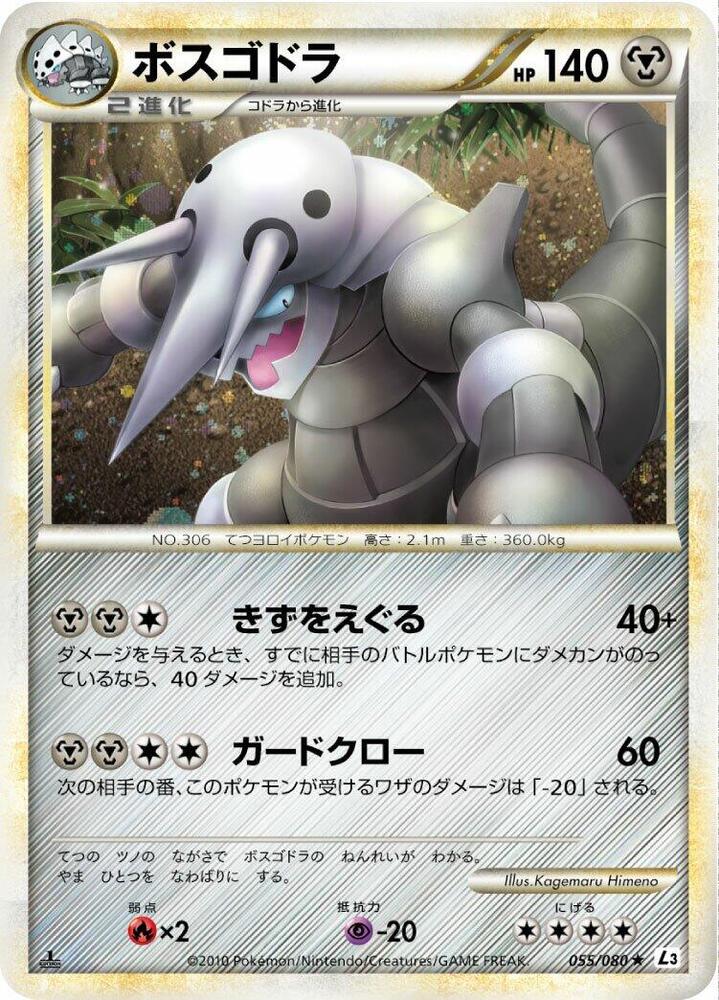 ボスゴドラ
HP 140
2進化
コドラから進化
NO.306 てつヨロイポケモン 高さ：2.1m 重さ：360.0kg
きずをえぐる 40+
ダメージを与えるとき、すでに相手のバトルポケモンにダメカンがのっ
ているなら、40ダメージを追加。
ガードクロー 60
次の相手の番、このポケモンが受けるワザのダメージは「-20」される。
てつの ツノの ながさで ボスゴドラの ねんれいが わかる。
やま ひとつを なわばりに する。
Illus.Kagemaru Himeno
弱点 抵抗力 にげる
×2 -20
1 EDITION
©2010 Pokémon/Nintendo/Creatures/GAME FREAK.
055/080★ L3